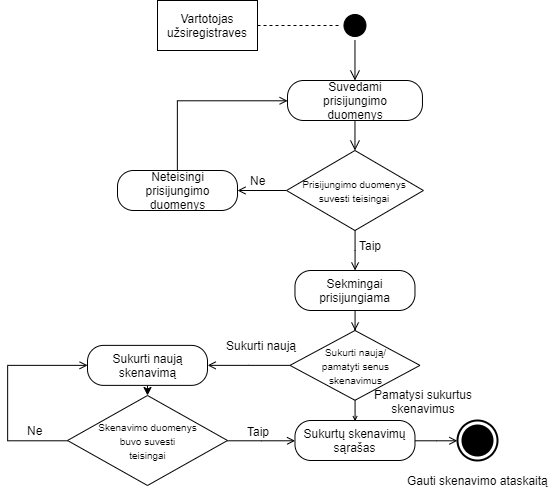 Vartotojas
užsiregistraves
Suvedami
prisijungimo
duomenys
Neteisingi
prisijungimo
duomenys
Ne
Prisijungimo duomenys
suvesti teisingai
Taip
Sekmingai
prisijungiama
Sukurti naują
Sukurti naują/
pamatyti senus
skenavimus
Sukurti naują
skenavimą
Pamatysi sukurtus
skenavimus
Ne
Skenavimo duomenys
buvo suvesti
teisingai
Taip
Sukurtų skenavimų
sąrašas
Gauti skenavimo ataskaitą